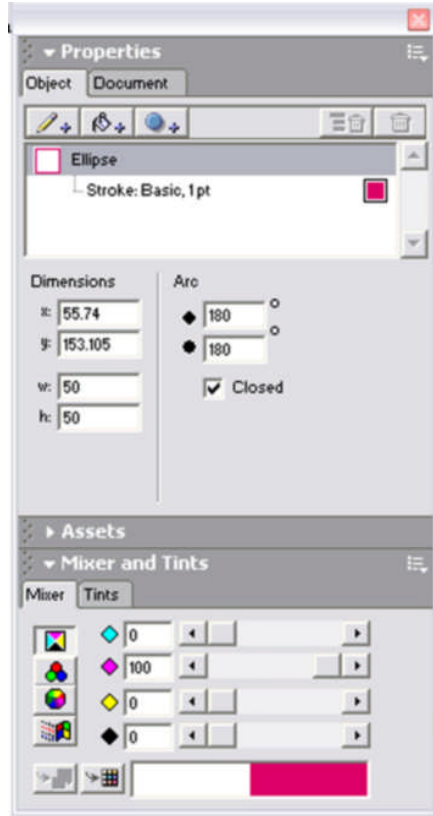 Properties
Object Document
Ellipse
Stroke: Basic, 1pt
Dimensions Arc
x: 55.74 180 °
y: 153.105 180 °
w: 50 Closed
h: 50
Assets
Mixer and Tints
Mixer Tints
0
100
0
0